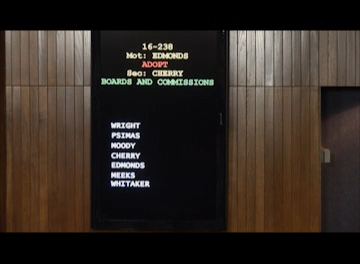 16-238
Mot: EDMONDS
ADOPT
Sec: CHERRY
BOARDS AND COMMISSIONS
WRIGHT
PSIMAS
MOODY
CHERRY
EDMONDS
MEEKS
WHITAKER